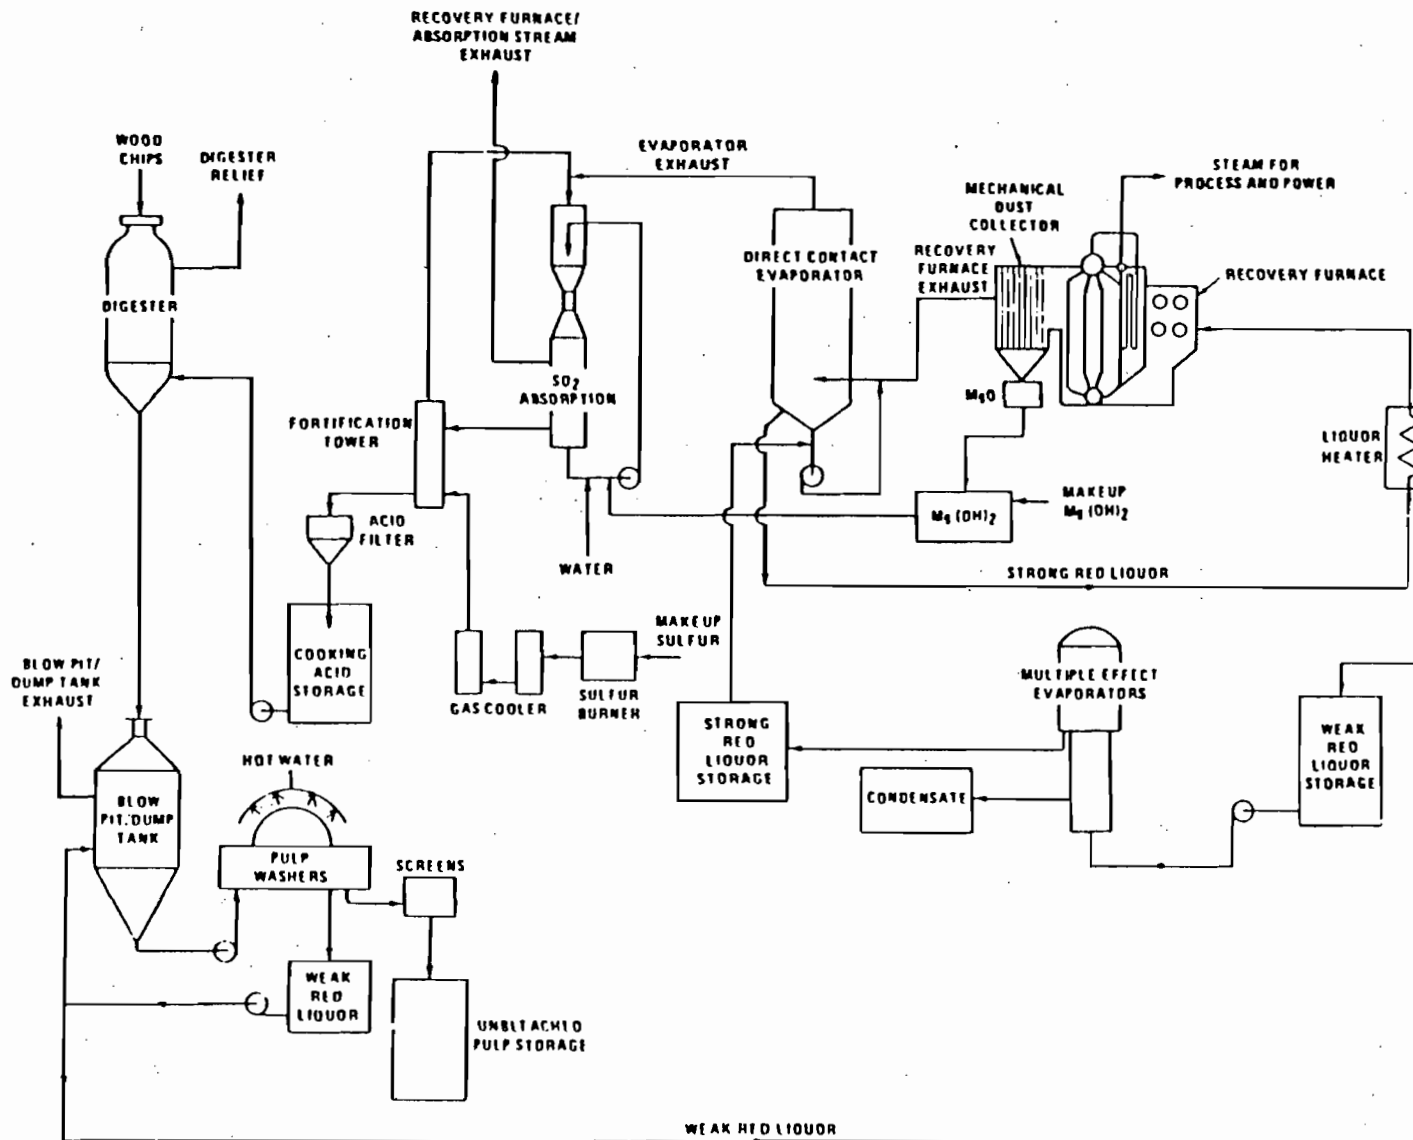 RECOVERY FURNACE/
ABSORPTION STREAM
EXHAUST
WOOD
CHIPS
DIGESTER
RELIEF
EVAPORATOR
EXHAUST
STEAM FOR
PROCESS AND POWER
MECHANICAL
DUST
COLLECTOR
DIGESTER
DIRECT CONTACT
EVAPORATOR
RECOVERY
FURNACE
EXHAUST
RECOVERY FURNACE
SO2
ABSORPTION
MgO
FORTIFICATION
TOWER
LIQUOR
HEATER
ACID
FILTER
MAKEUP
Mg (OH)2
Mg (OH)2
WATER
STRONG RED LIQUOR
COOKING
ACID
STORAGE
MAKEUP
SULFUR
GAS COOLER
SULFUR
BURNER
BLOW PIT/
DUMP TANK
EXHAUST
MULTIPLE EFFECT
EVAPORATORS
STRONG
RED
LIQUOR
STORAGE
WEAK
RED
LIQUOR
STORAGE
HOT WATER
CONDENSATE
BLOW
PIT/DUMP
TANK
PULP
WASHERS
SCREENS
WEAK
RED
LIQUOR
UNBLEACHED
PULP STORAGE
WEAK RED LIQUOR